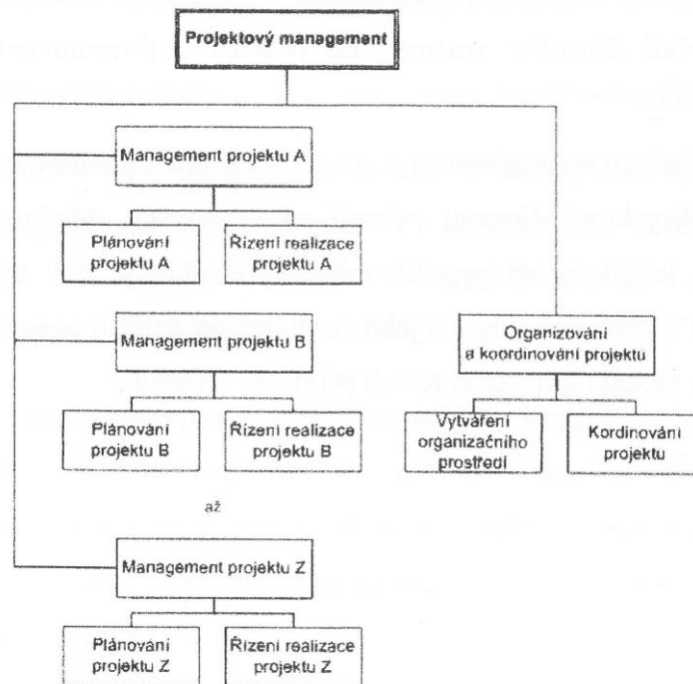 Projektový management
Management projektu A
Plánování
projektu A
Řízení realizace
projektu A
Management projektu B
Organizování
a koordinování projektu
Plánování
projektu B
Řízení realizace
projektu B
Vytváření
organizačního
prostředí
Kordinování
projektu
až
Management projektu Z
Plánování
projektu Z
Řízení realizace
projektu Z